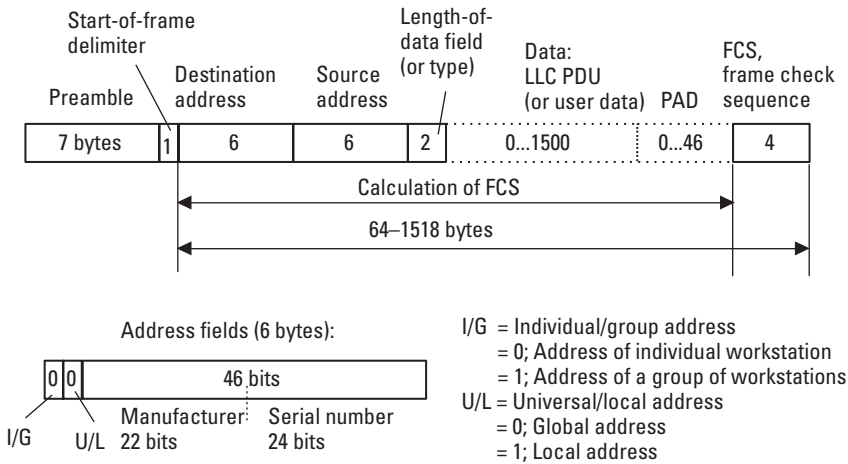 Start-of-frame
delimiter
Length-of-
data field
(or type)
Preamble
Destination
address
Source
address
Data:
LLC PDU
(or user data)
PAD
FCS,
frame check
sequence
7 bytes 1 6 6 2 0...1500 0...46 4
Calculation of FCS
64–1518 bytes
Address fields (6 bytes):
0 0 46 bits
I/G
U/L
Manufacturer
22 bits
Serial number
24 bits
I/G = Individual/group address
= 0; Address of individual workstation
= 1; Address of a group of workstations
U/L = Universal/local address
= 0; Global address
= 1; Local address